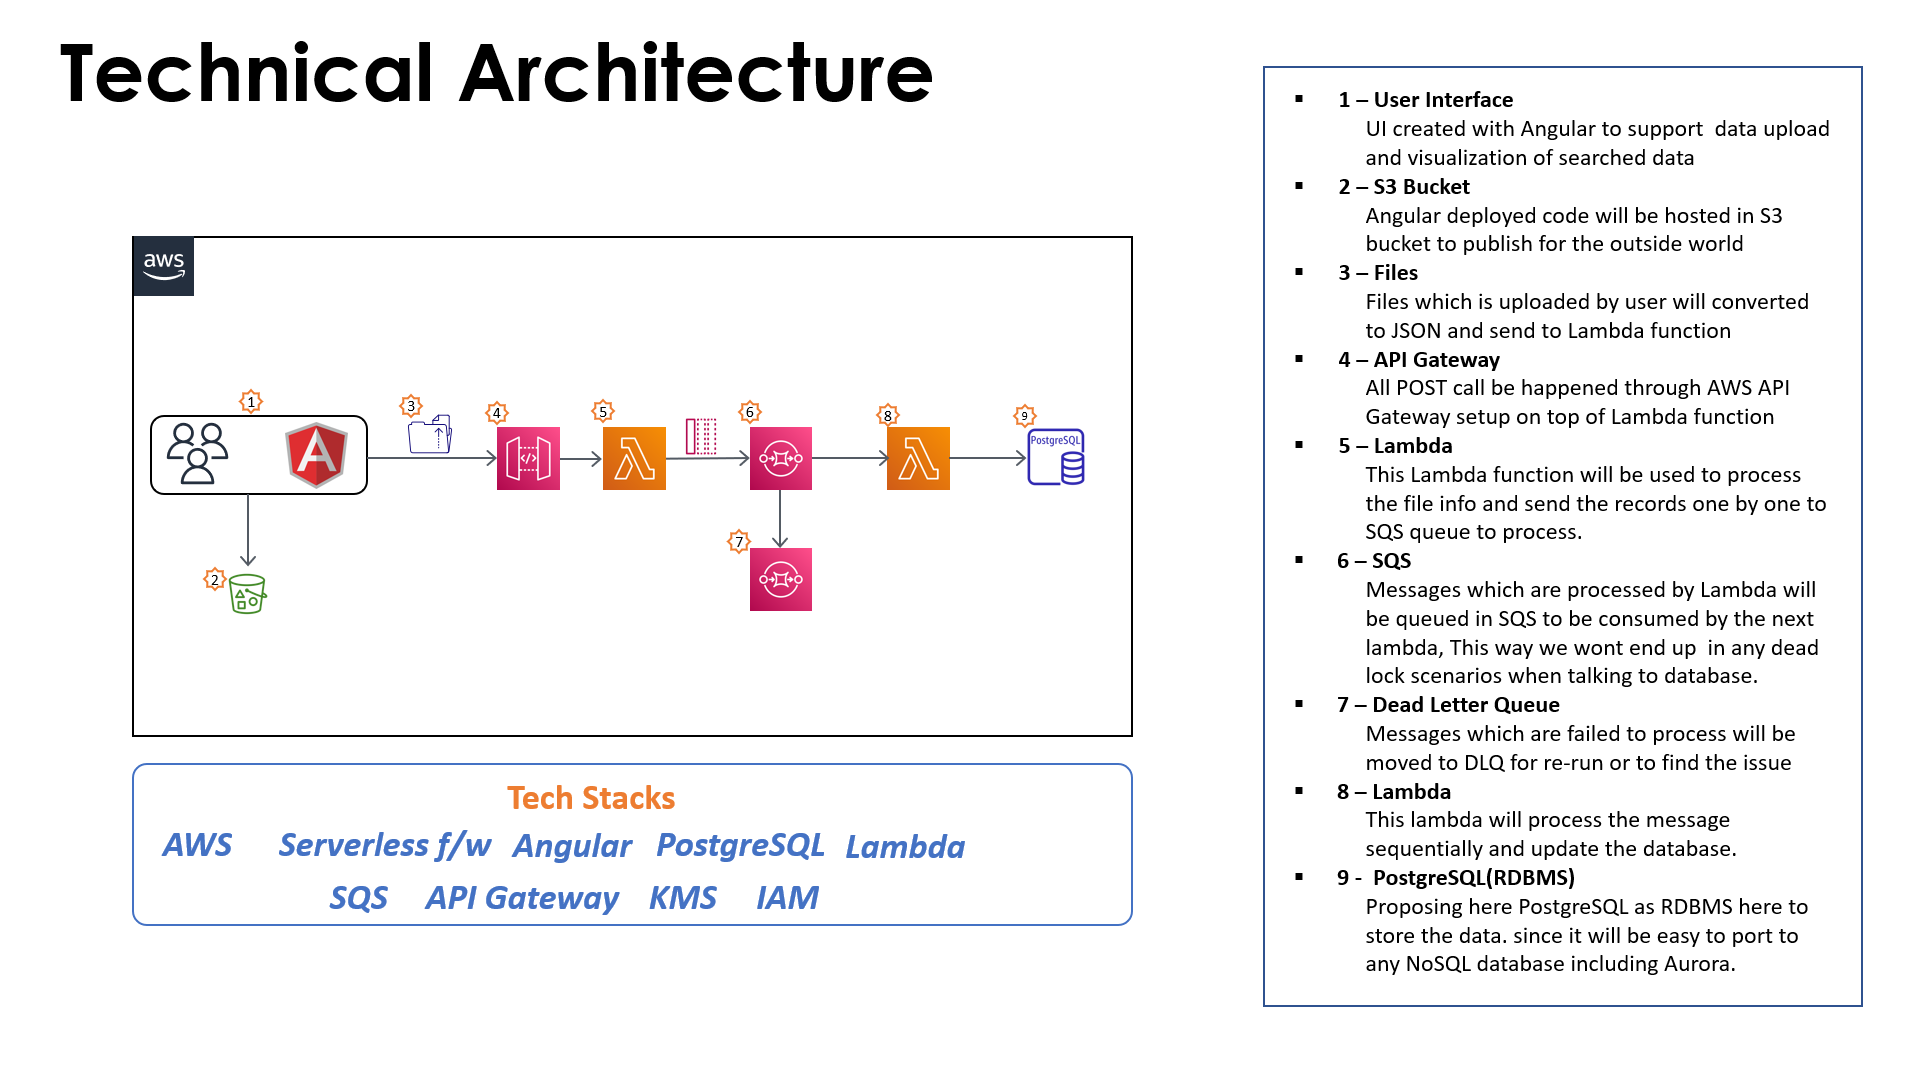 Technical Architecture
aws
1
3
4
5
6
8
9
PostgreSQL
7
2
Tech Stacks
AWS Serverless f/w Angular PostgreSQL Lambda
SQS API Gateway KMS IAM
▪ 1 – User Interface
UI created with Angular to support  data upload
and visualization of searched data
▪ 2 – S3 Bucket
Angular deployed code will be hosted in S3
bucket to publish for the outside world
▪ 3 – Files
Files which is uploaded by user will converted
to JSON and send to Lambda function
▪ 4 – API Gateway
All POST call be happened through AWS API
Gateway setup on top of Lambda function
▪ 5 – Lambda
This Lambda function will be used to process
the file info and send the records one by one to
SQS queue to process.
▪ 6 – SQS
Messages which are processed by Lambda will
be queued in SQS to be consumed by the next
lambda, This way we wont end up  in any dead
lock scenarios when talking to database.
▪ 7 – Dead Letter Queue
Messages which are failed to process will be
moved to DLQ for re-run or to find the issue
▪ 8 – Lambda
This lambda will process the message
sequentially and update the database.
▪ 9 -  PostgreSQL(RDBMS)
Proposing here PostgreSQL as RDBMS here to
store the data. since it will be easy to port to
any NoSQL database including Aurora.